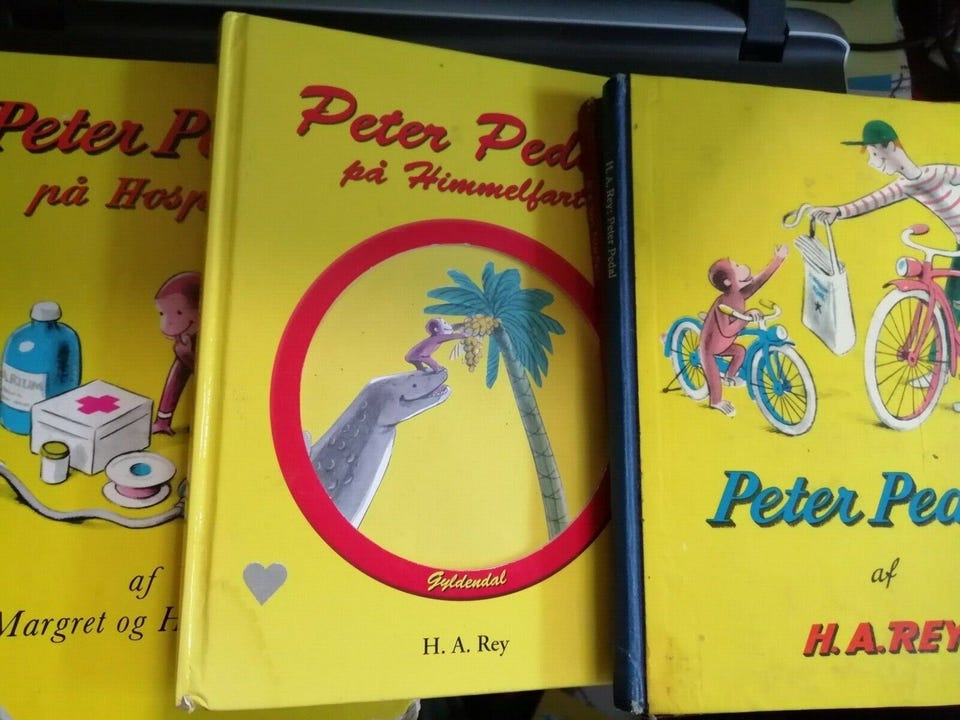 Peter P
på Hosp
ARIUM
af
Margret og H
Peter Ped
på Himmelfart
Gyldendal
H. A. Rey
H. A. Rey: Peter Pedal
Peter Ped
af
H.A.REY